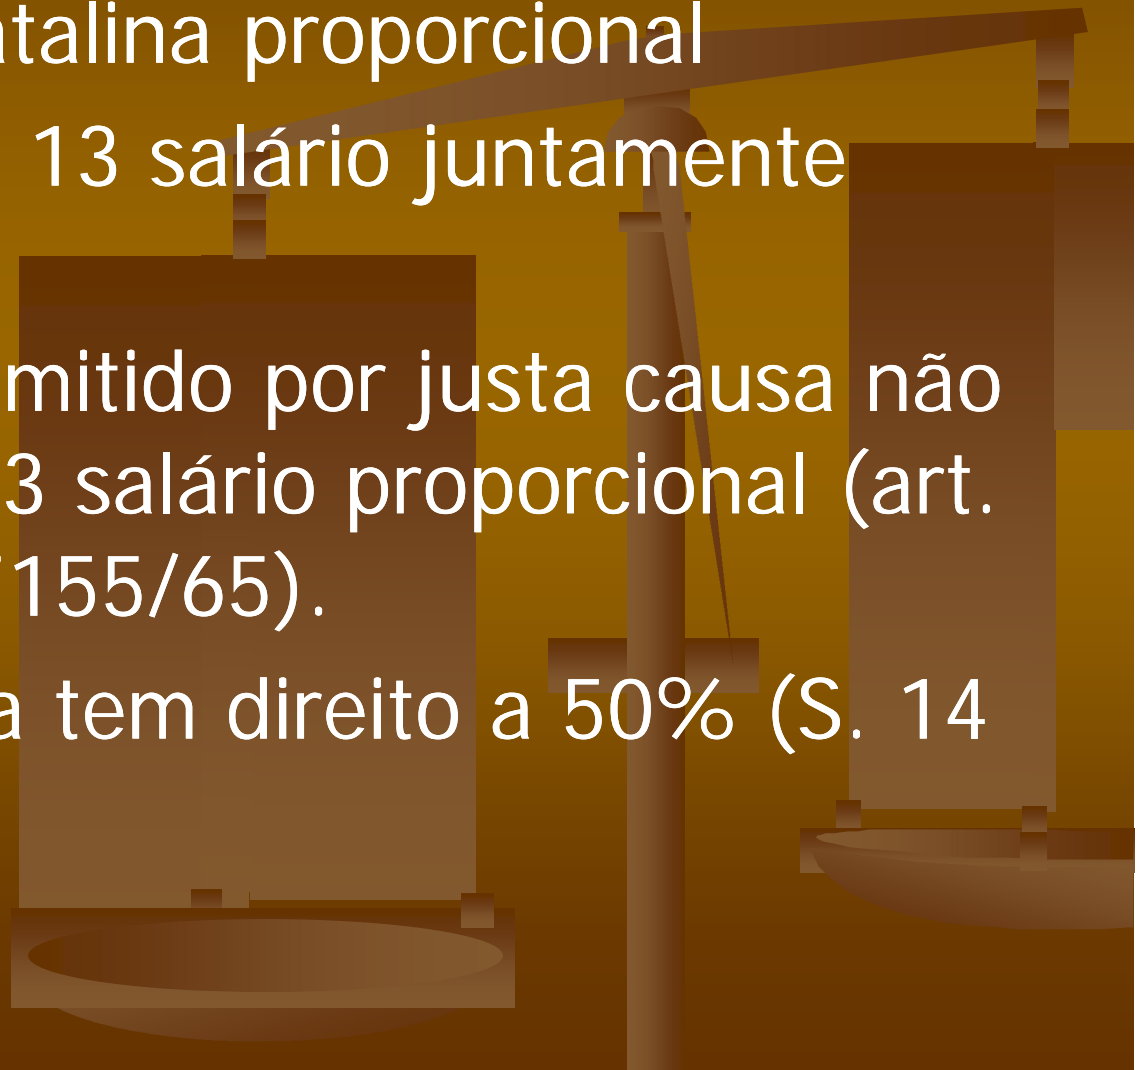 atalina proporcional
13 salário juntamente
mitido por justa causa não
3 salário proporcional (art.
155/65).
a tem direito a 50% (S. 14